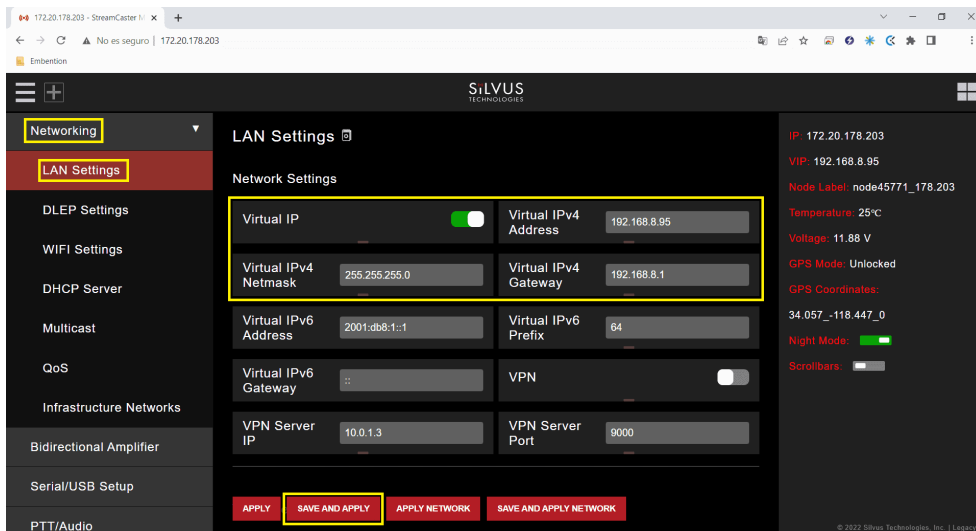 172.20.178.203 - StreamCaster M
No es seguro | 172.20.178.203
Embention
SiLVUS
TECHNOLOGIES
Networking
LAN Settings
DLEP Settings
WIFI Settings
DHCP Server
Multicast
QoS
Infrastructure Networks
Bidirectional Amplifier
Serial/USB Setup
PTT/Audio
LAN Settings
Network Settings
Virtual IP
Virtual IPv4
Address
192.168.8.95
Virtual IPv4
Netmask
255.255.255.0
Virtual IPv4
Gateway
192.168.8.1
Virtual IPv6
Address
2001:db8:1::1
Virtual IPv6
Prefix
64
Virtual IPv6
Gateway
::
VPN
VPN Server
IP
10.0.1.3
VPN Server
Port
9000
APPLY
SAVE AND APPLY
APPLY NETWORK
SAVE AND APPLY NETWORK
IP: 172.20.178.203
VIP: 192.168.8.95
Node Label: node45771_178.203
Temperature: 25°C
Voltage: 11.88 V
GPS Mode: Unlocked
GPS Coordinates:
34.057_-118.447_0
Night Mode:
Scrollbars:
© 2022 Silvus Technologies, Inc. | Legacy